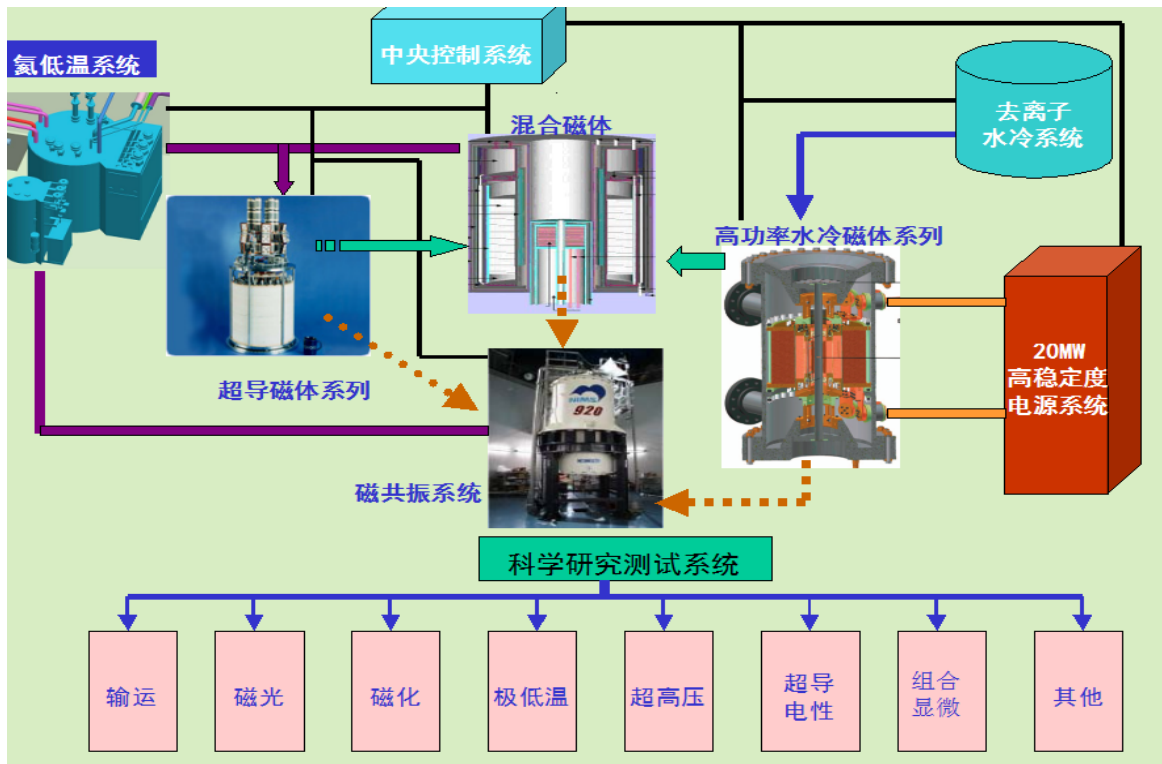 中央控制系统
氦低温系统
去离子
水冷系统
混合磁体
高功率水冷磁体系列
20MW
高稳定度
电源系统
超导磁体系列
NIMS
920
磁共振系统
科学研究测试系统
输运
磁光
磁化
极低温
超高压
超导
电性
组合
显微
其他